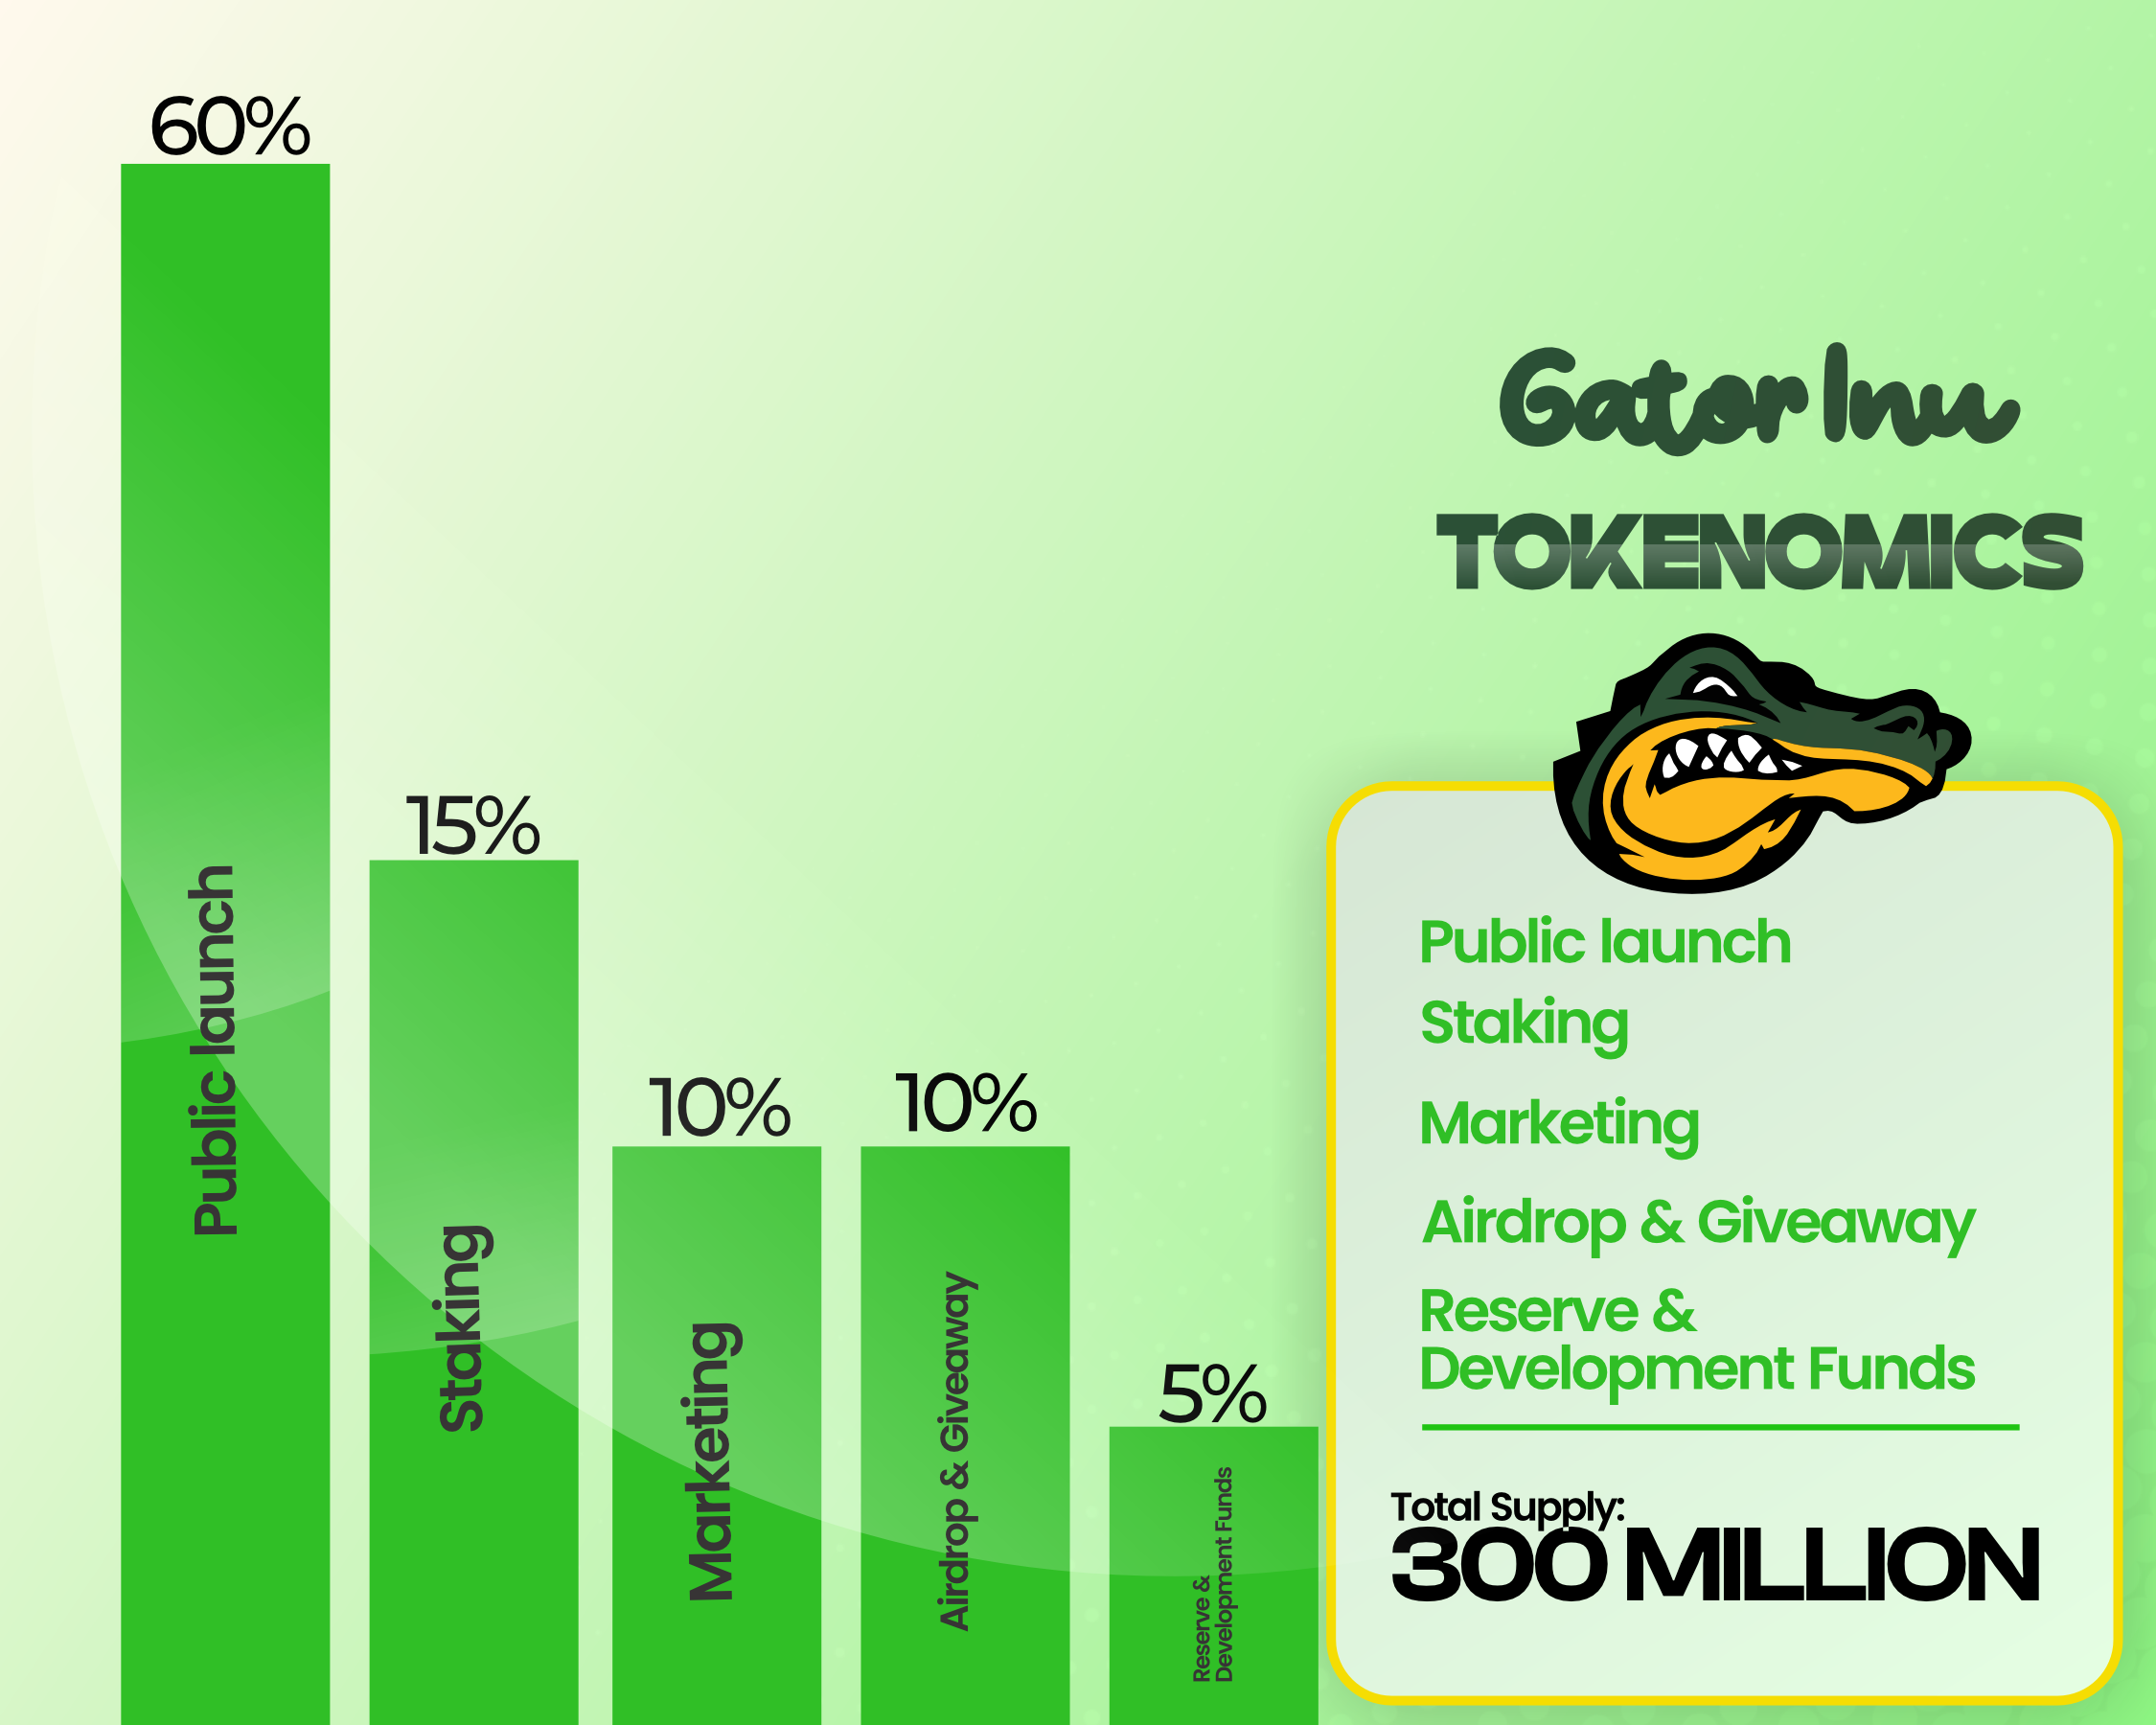 60%
Public launch
15%
Staking
10%
Marketing
10%
Airdrop & Giveaway
5%
Reserve &
Development Funds
Gator Inu
TOKENOMICS
Public launch
Staking
Marketing
Airdrop & Giveaway
Reserve &
Development Funds
Total Supply:
300 MILLION